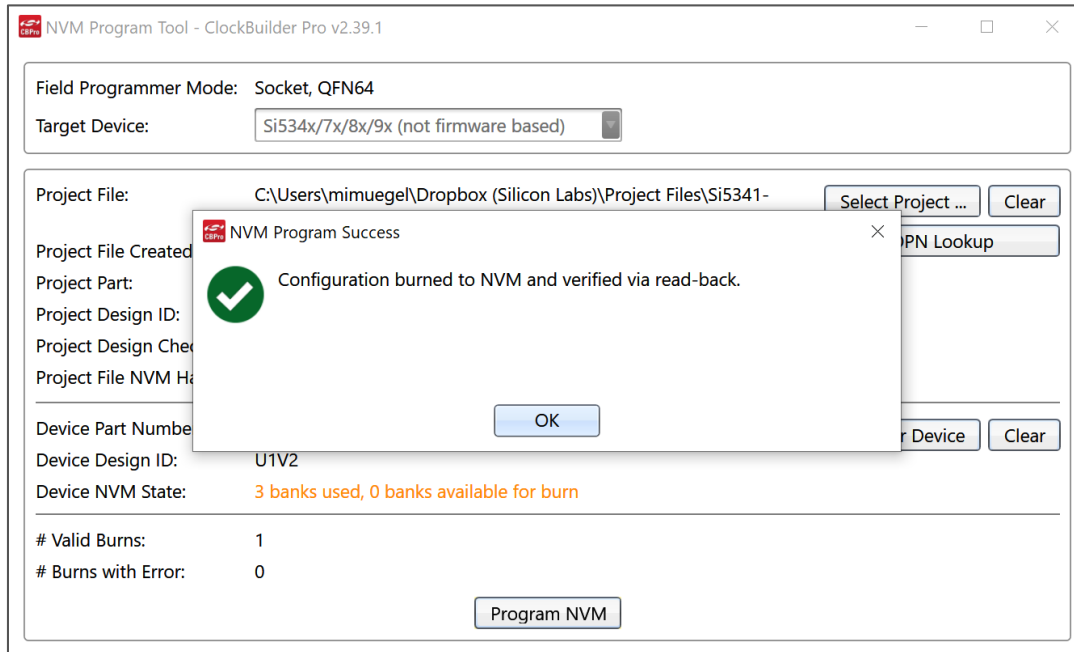 NVM Program Tool - ClockBuilder Pro v2.39.1
Field Programmer Mode: Socket, QFN64
Target Device: Si534x/7x/8x/9x (not firmware based)
Project File: C:\Users\mimuegel\Dropbox (Silicon Labs)\Project Files\Si5341- Select Project ... Clear
CBPro NVM Program Success
Project File Created OPN Lookup
Configuration burned to NVM and verified via read-back.
Project Part:
Project Design ID:
Project Design Chec
Project File NVM Ha
OK
Device Part Numbe r Device Clear
Device Design ID: U1V2
Device NVM State: 3 banks used, 0 banks available for burn
# Valid Burns: 1
# Burns with Error: 0
Program NVM